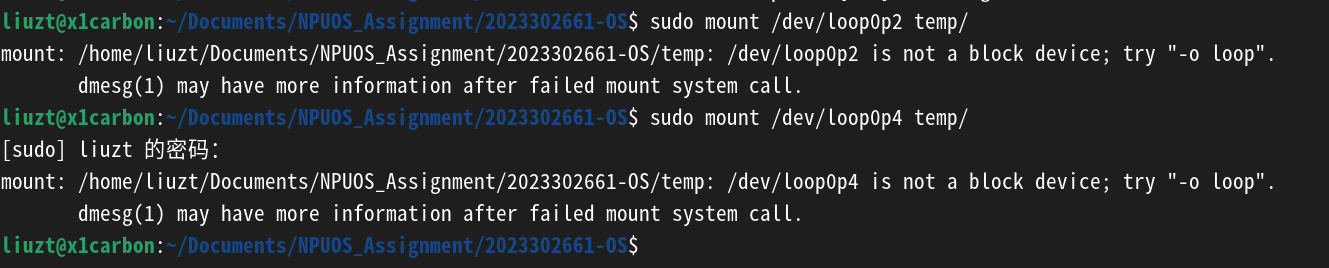 liuzt@x1carbon:~/Documents/NPUOS_Assignment/2023302661-OS$ sudo mount /dev/loop0p2 temp/
mount: /home/liuzt/Documents/NPUOS_Assignment/2023302661-OS/temp: /dev/loop0p2 is not a block device; try "-o loop".
       dmesg(1) may have more information after failed mount system call.
liuzt@x1carbon:~/Documents/NPUOS_Assignment/2023302661-OS$ sudo mount /dev/loop0p4 temp/
[sudo] liuzt 的密码：
mount: /home/liuzt/Documents/NPUOS_Assignment/2023302661-OS/temp: /dev/loop0p4 is not a block device; try "-o loop".
       dmesg(1) may have more information after failed mount system call.
liuzt@x1carbon:~/Documents/NPUOS_Assignment/2023302661-OS$